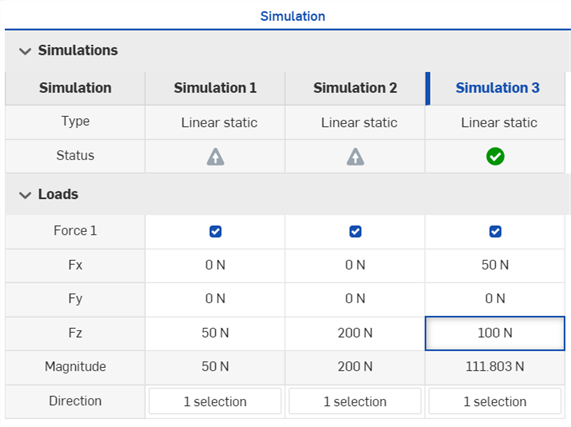 Simulation
Simulations
Simulation Simulation 1 Simulation 2 Simulation 3
Type Linear static Linear static Linear static
Status
Loads
Force 1
Fx 0 N 0 N 50 N
Fy 0 N 0 N 0 N
Fz 50 N 200 N 100 N
Magnitude 50 N 200 N 111.803 N
Direction 1 selection 1 selection 1 selection